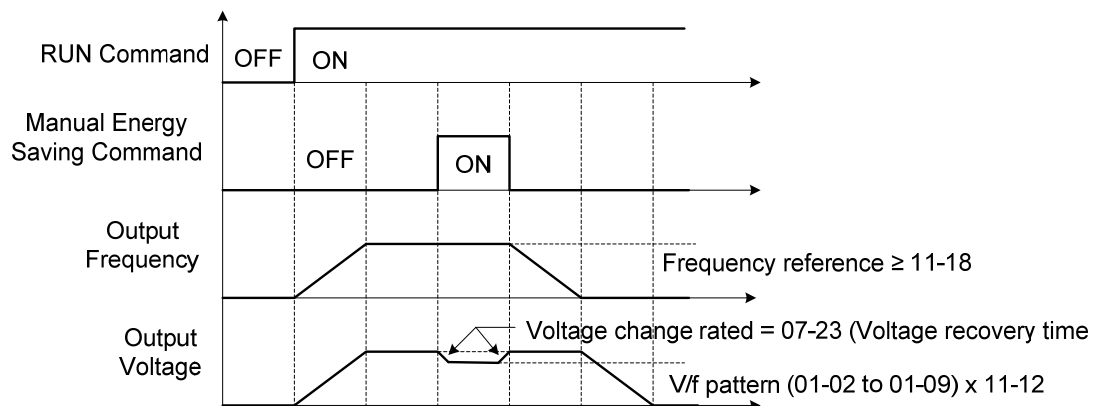 RUN Command
OFF
ON
Manual Energy
Saving Command
OFF
ON
Output
Frequency
Frequency reference ≥ 11-18
Output
Voltage
Voltage change rated = 07-23 (Voltage recovery time
V/f pattern (01-02 to 01-09) x 11-12